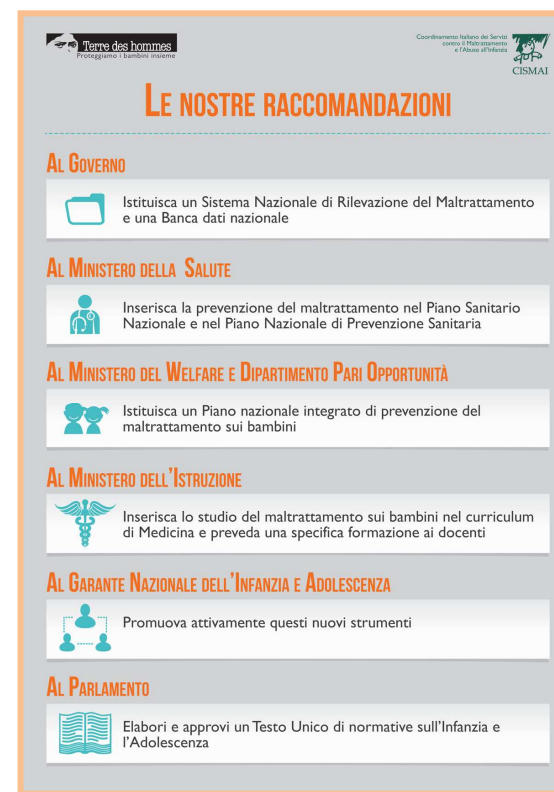 Terre des hommes
Proteggiamo i bambini insieme
Coordinamento Italiano dei Servizi
contro il Maltrattamento
e l'Abuso all'Infanzia
CISMAI
LE NOSTRE RACCOMANDAZIONI
AL GOVERNO
Istituisca un Sistema Nazionale di Rilevazione del Maltrattamento
e una Banca dati nazionale
AL MINISTERO DELLA SALUTE
Inserisca la prevenzione del maltrattamento nel Piano Sanitario
Nazionale e nel Piano Nazionale di Prevenzione Sanitaria
AL MINISTERO DEL WELFARE E DIPARTIMENTO PARI OPPORTUNITÀ
Istituisca un Piano nazionale integrato di prevenzione del
maltrattamento sui bambini
AL MINISTERO DELL'ISTRUZIONE
Inserisca lo studio del maltrattamento sui bambini nel curriculum
di Medicina e preveda una specifica formazione ai docenti
AL GARANTE NAZIONALE DELL'INFANZIA E ADOLESCENZA
Promuova attivamente questi nuovi strumenti
AL PARLAMENTO
Elabori e approvi un Testo Unico di normative sull'Infanzia e
l'Adolescenza